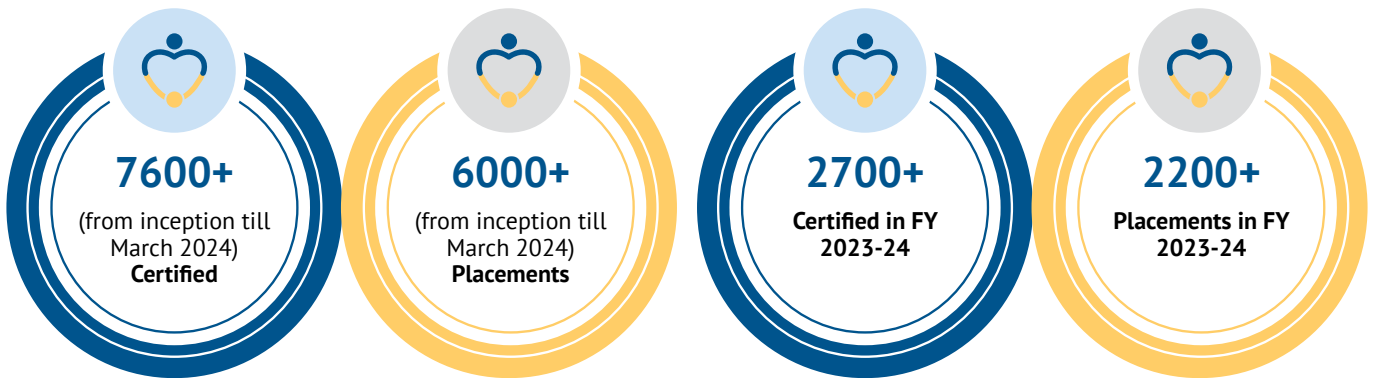 7600+
(from inception till
March 2024)
Certified
6000+
(from inception till
March 2024)
Placements
2700+
Certified in FY
2023-24
2200+
Placements in FY
2023-24